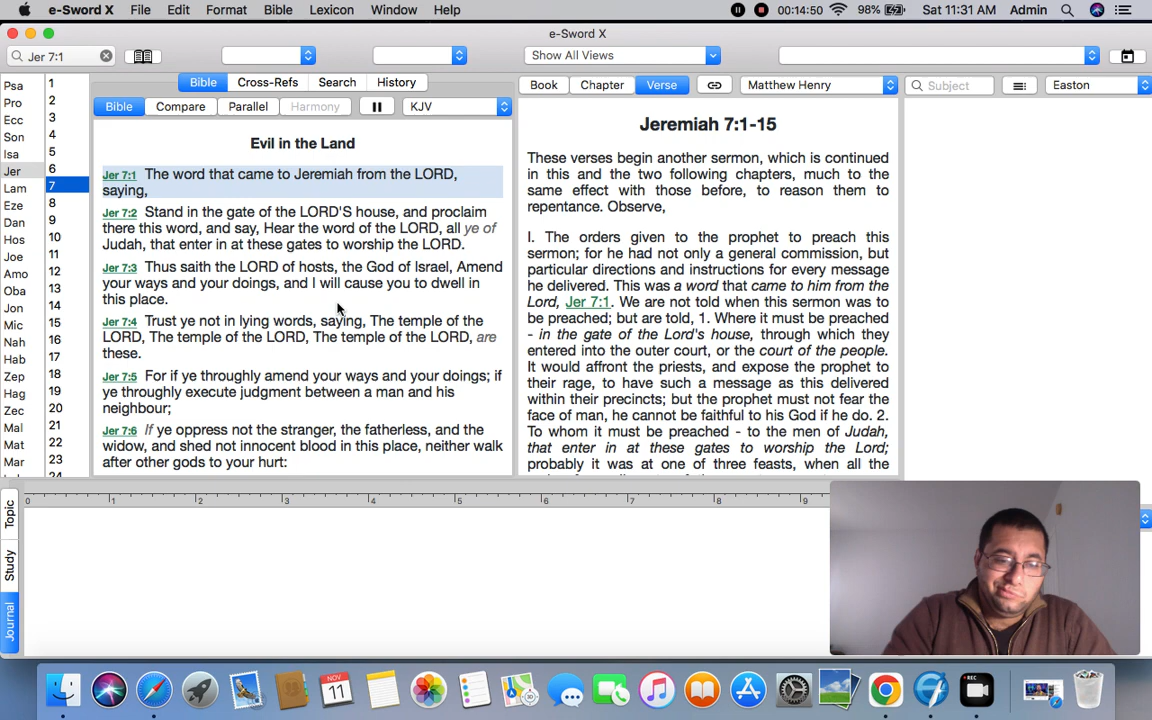 e-Sword X File Edit Format Bible Lexicon Window Help 00:14:50 98% Sat 11:31 AM Admin
e-Sword X
Jer 7:1
Show All Views
Bible Cross-Refs Search History
Book Chapter Verse Matthew Henry Subject Easton
Bible Compare Parallel Harmony KJV
Psa
Pro
Ecc
Son
Isa
Jer
Lam
Eze
Dan
Hos
Joe
Amo
Oba
Jon
Mic
Nah
Hab
Zep
Hag
Zec
Mal
Mat
Mar
1
2
3
4
5
6
7
8
9
10
11
12
13
14
15
16
17
18
19
20
21
22
23
24
Evil in the Land
Jer 7:1 The word that came to Jeremiah from the LORD,
saying,
Jer 7:2 Stand in the gate of the LORD'S house, and proclaim
there this word, and say, Hear the word of the LORD, all ye of
Judah, that enter in at these gates to worship the LORD.
Jer 7:3 Thus saith the LORD of hosts, the God of Israel, Amend
your ways and your doings, and I will cause you to dwell in
this place.
Jer 7:4 Trust ye not in lying words, saying, The temple of the
LORD, The temple of the LORD, The temple of the LORD, are
these.
Jer 7:5 For if ye throughly amend your ways and your doings; if
ye throughly execute judgment between a man and his
neighbour;
Jer 7:6 If ye oppress not the stranger, the fatherless, and the
widow, and shed not innocent blood in this place, neither walk
after other gods to your hurt:
Jeremiah 7:1-15
These verses begin another sermon, which is continued
in this and the two following chapters, much to the
same effect with those before, to reason them to
repentance. Observe,
I. The orders given to the prophet to preach this
sermon; for he had not only a general commission, but
particular directions and instructions for every message
he delivered. This was a word that came to him from the
Lord, Jer 7:1. We are not told when this sermon was to
be preached; but are told, 1. Where it must be preached
- in the gate of the Lord's house, through which they
entered into the outer court, or the court of the people.
It would affront the priests, and expose the prophet to
their rage, to have such a message as this delivered
within their precincts; but the prophet must not fear the
face of man, he cannot be faithful to his God if he do. 2.
To whom it must be preached - to the men of Judah,
that enter in at these gates to worship the Lord;
probably it was at one of three feasts, when all the
0 1 2 3 4 5 6 7 8 9
Topic
Study
Journal
NOV
11
REC